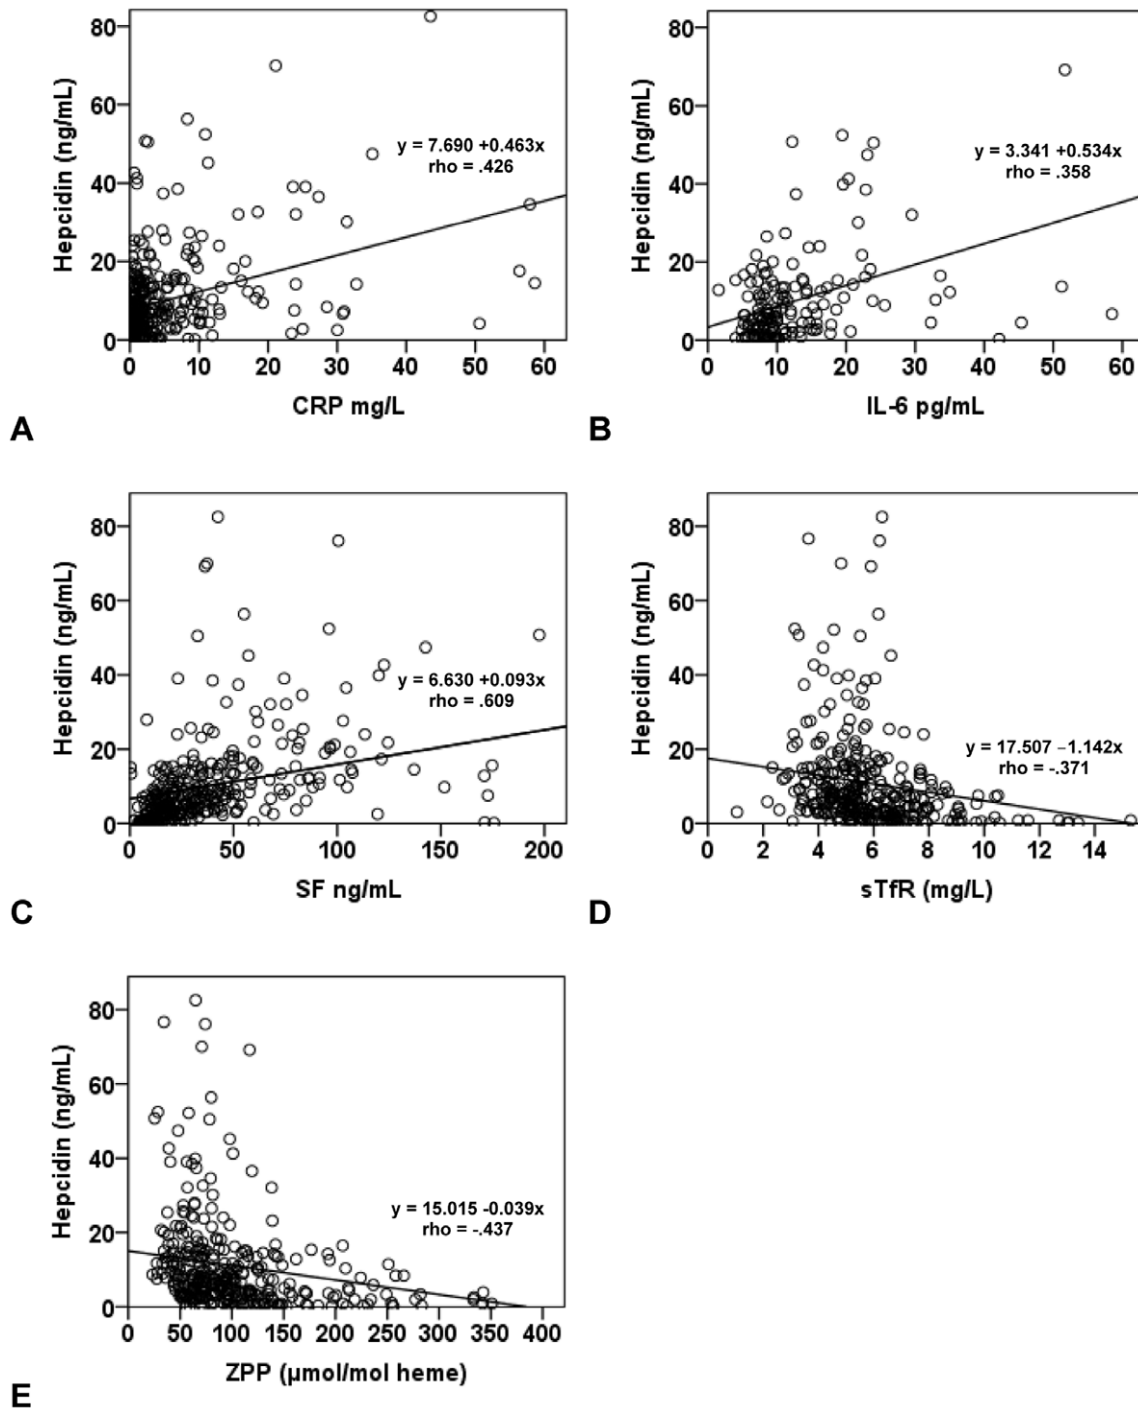 80
60
40
20
0
Hepcidin (ng/mL)
y = 7.690 +0.463x
rho = .426
0 10 20 30 40 50 60
CRP mg/L
A
80
60
40
20
0
Hepcidin (ng/mL)
y = 3.341 +0.534x
rho = .358
0 10 20 30 40 50 60
IL-6 pg/mL
B
80
60
40
20
0
Hepcidin (ng/mL)
y = 6.630 +0.093x
rho = .609
0 50 100 150 200
SF ng/mL
C
80
60
40
20
0
Hepcidin (ng/mL)
y = 17.507 –1.142x
rho = -.371
0 2 4 6 8 10 12 14
sTfR (mg/L)
D
80
60
40
20
0
Hepcidin (ng/mL)
y = 15.015 -0.039x
rho = -.437
0 50 100 150 200 250 300 350 400
ZPP (µmol/mol heme)
E